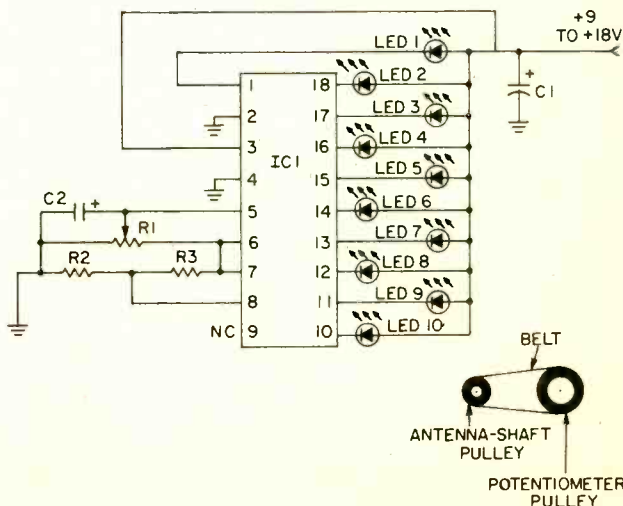 +9
TO +18V
LED 1
LED 2
C1
1
18
LED 3
2
17
LED 4
3
16
IC1
LED 5
4
15
C2
+
5
14
LED 6
R1
6
13
LED 7
R2
R3
7
12
LED 8
8
11
LED 9
NC 9
10
LED 10
BELT
ANTENNA-SHAFT
PULLEY
POTENTIOMETER
PULLEY